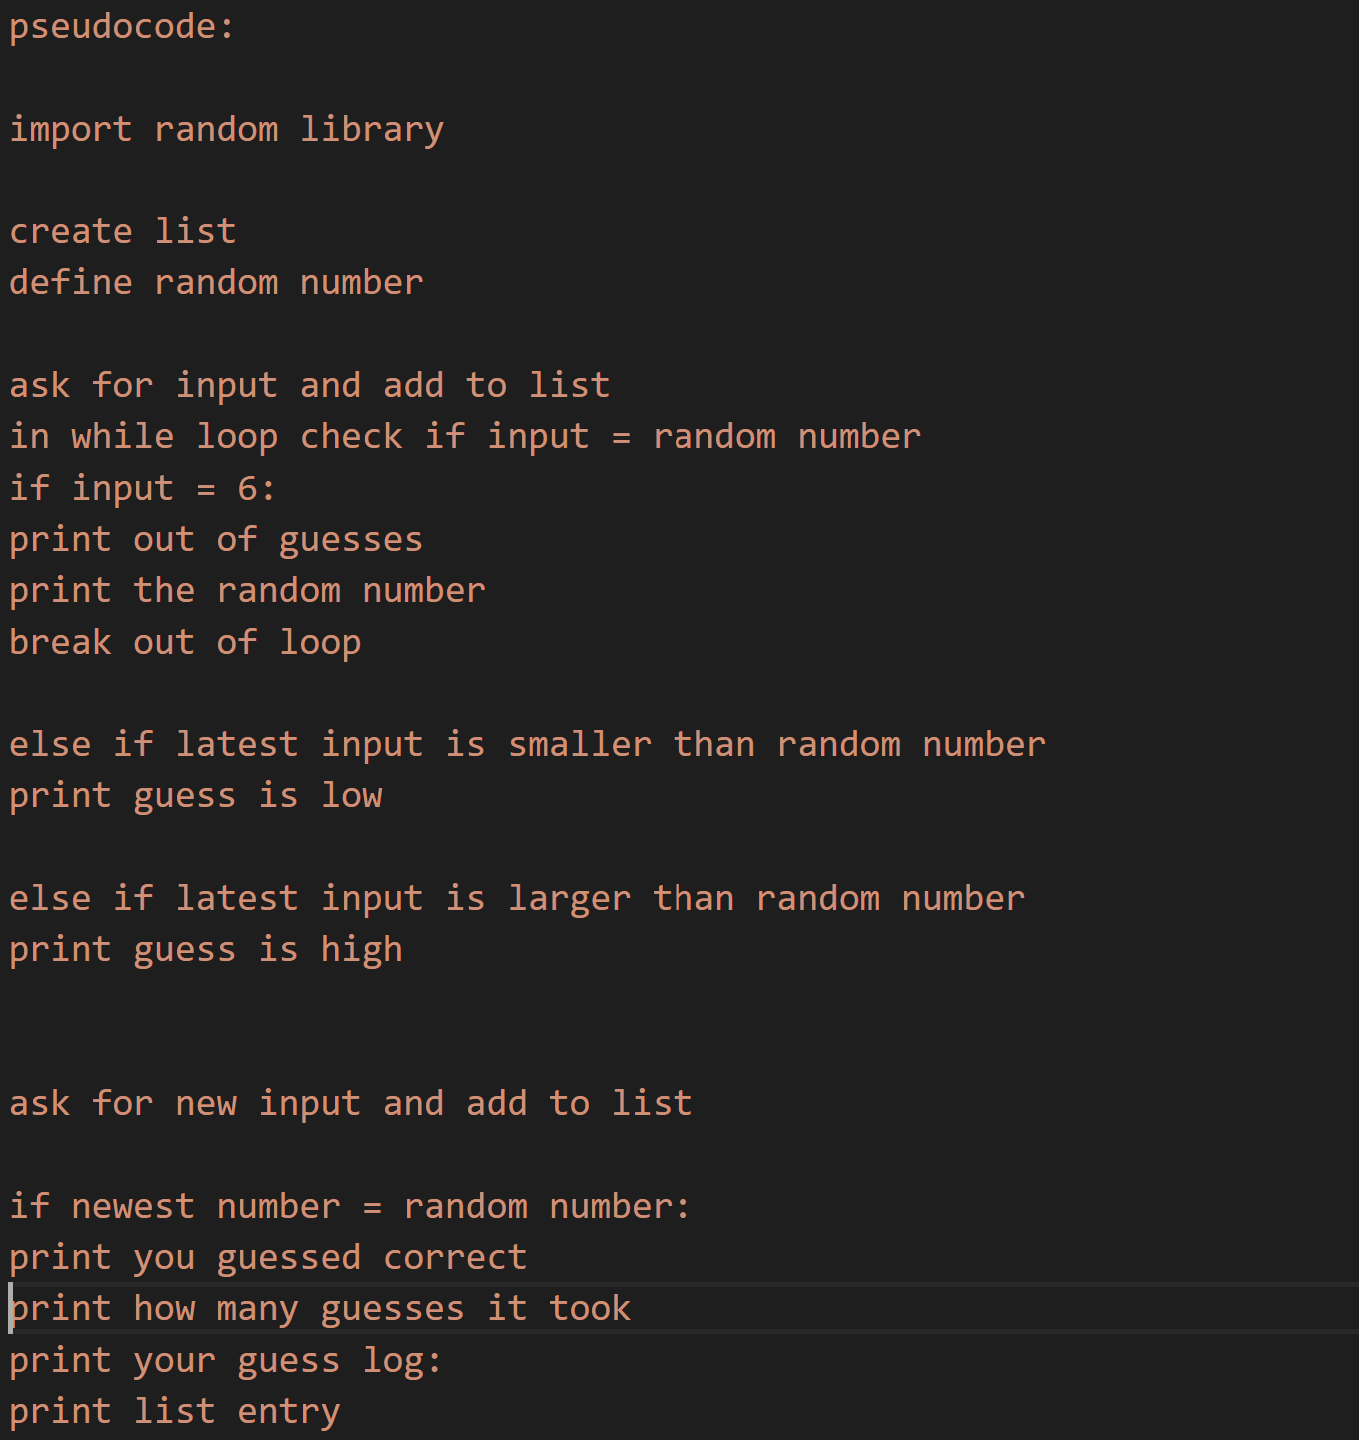 pseudocode:
import random library
create list
define random number
ask for input and add to list
in while loop check if input = random number
if input = 6:
print out of guesses
print the random number
break out of loop
else if latest input is smaller than random number
print guess is low
else if latest input is larger than random number
print guess is high
ask for new input and add to list
if newest number = random number:
print you guessed correct
print how many guesses it took
print your guess log:
print list entry